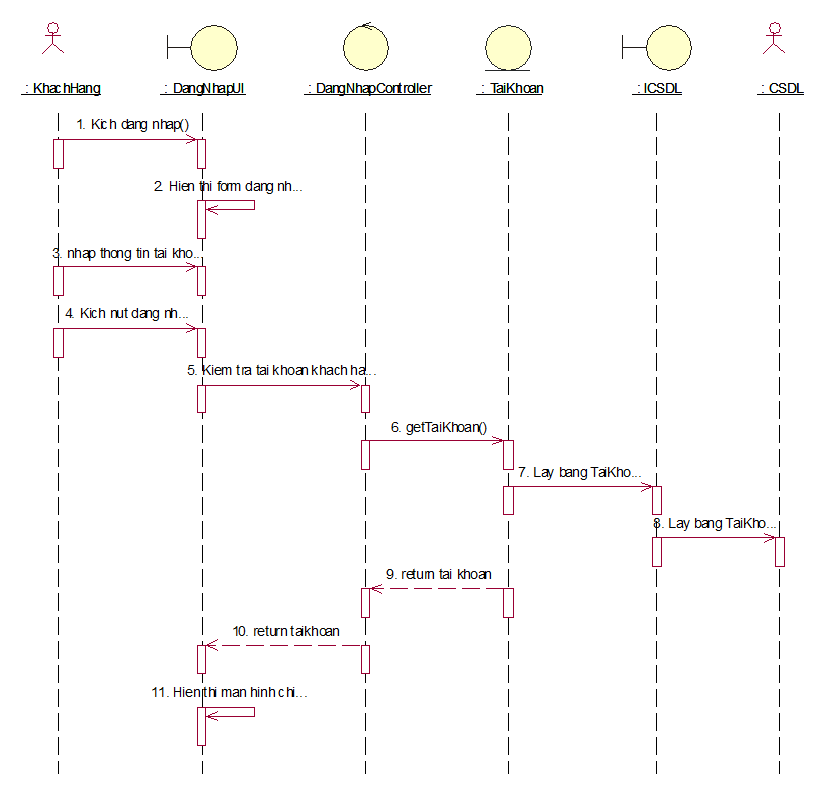 : KhachHang
: DangNhapUI
: DangNhapController
: TaiKhoan
: ICSDL
: CSDL
1. Kich dang nhap()
2. Hien thi form dang nh...
3. nhap thong tin tai kho...
4. Kich nut dang nh...
5. Kiem tra tai khoan khach ha...
6. getTaiKhoan()
7. Lay bang TaiKho...
8. Lay bang TaiKho...
9. return tai khoan
10. return taikhoan
11. Hien thi man hinh chi...